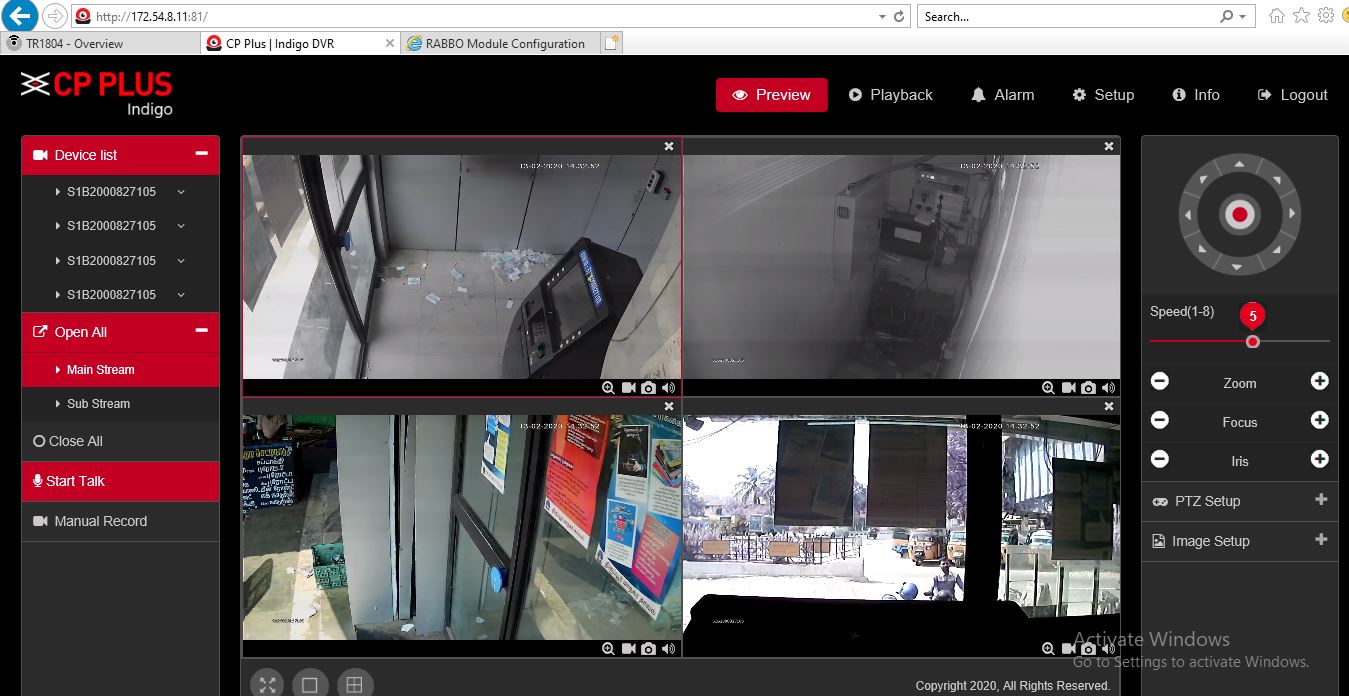 http://172.54.8.11:81/
Search...
TR1804 - Overview
CP Plus | Indigo DVR
RABBO Module Configuration
CP PLUS
Indigo
Preview
Playback
Alarm
Setup
Info
Logout
Device list
S1B2000827105
S1B2000827105
S1B2000827105
S1B2000827105
Open All
Main Stream
Sub Stream
Close All
Start Talk
Manual Record
13-02-2020 14:32:52
13-02-2020 14:32:52
13-02-2020 14:32:52
13-02-2020 14:32:52
Speed(1-8)
5
Zoom
Focus
Iris
PTZ Setup
Image Setup
Activate Windows
Go to Settings to activate Windows.
Copyright 2020, All Rights Reserved.